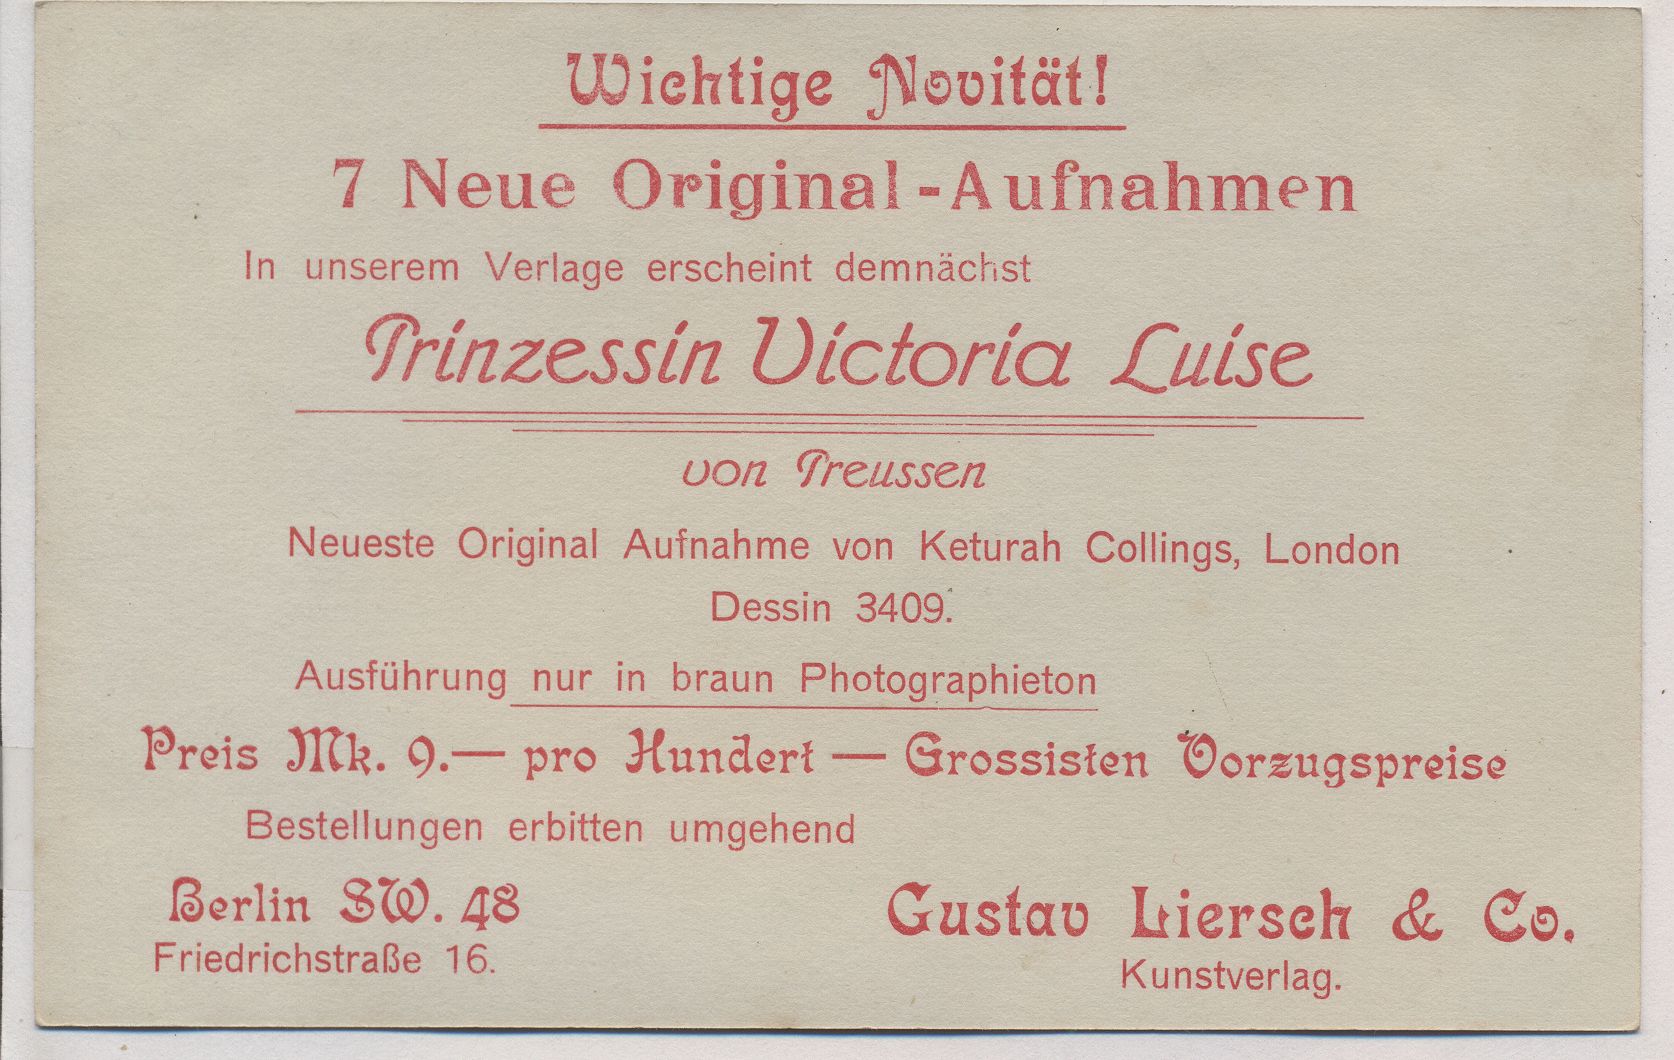 Wichtige Novität!
7 Neue Original-Aufnahmen
In unserem Verlage erscheint demnächst
Prinzessin Victoria Luise
von Preussen
Neueste Original Aufnahme von Keturah Collings, London
Dessin 3409.
Ausführung nur in braun Photographieton
Preis Mk. 9.— pro Hundert — Grossisten Vorzugspreise
Bestellungen erbitten umgehend
Berlin SW. 48
Friedrichstraße 16.
Gustav Liersch & Co.
Kunstverlag.